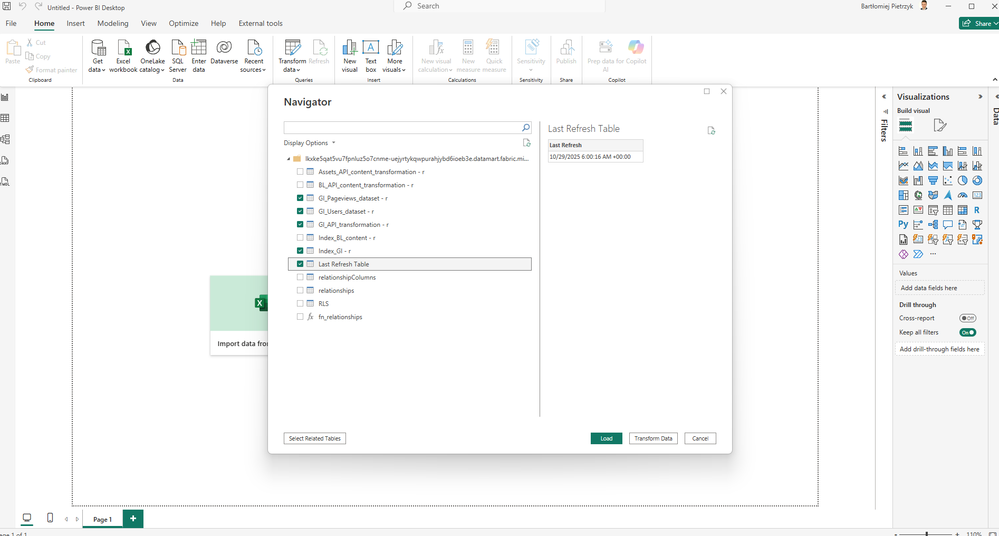 Untitled - Power BI Desktop
Search
Bartłomiej Pietrzyk
File
Home
Insert
Modeling
View
Optimize
Help
External tools
Share
Paste
Cut
Copy
Format painter
Clipboard
Get data
Excel workbook
OneLake catalog
SQL Server
Enter data
Dataverse
Recent sources
Data
Transform data
Refresh
Queries
New visual
Text box
More visuals
Insert
New visual calculation
New measure
Quick measure
Calculations
Sensitivity
Sensitivity
Publish
Share
Prep data for AI
Copilot
Copilot
Navigator
Display Options
lkxke5qat5vu7fpnluz5o7cnme-uejyrtykqwpurahjybd6ioeb3e.datamart.fabric.mi...
Assets_API_content_transformation - r
BL_API_content_transformation - r
GI_Pageviews_dataset - r
GI_Users_dataset - r
GI_API_transformation - r
Index_BL_content - r
Index_GI - r
Last Refresh Table
relationshipColumns
relationships
RLS
fx fn_relationships
Last Refresh Table
Last Refresh
10/29/2025 6:00:16 AM +00:00
Select Related Tables
Load
Transform Data
Cancel
Import data fro
DAX
TMDL
Filters
Visualizations
Build visual
123
R
Py
123
Values
Add data fields here
Drill through
Cross-report
Off
Keep all filters
On
Add drill-through fields here
Data
Page 1
age 1 of 1
110%